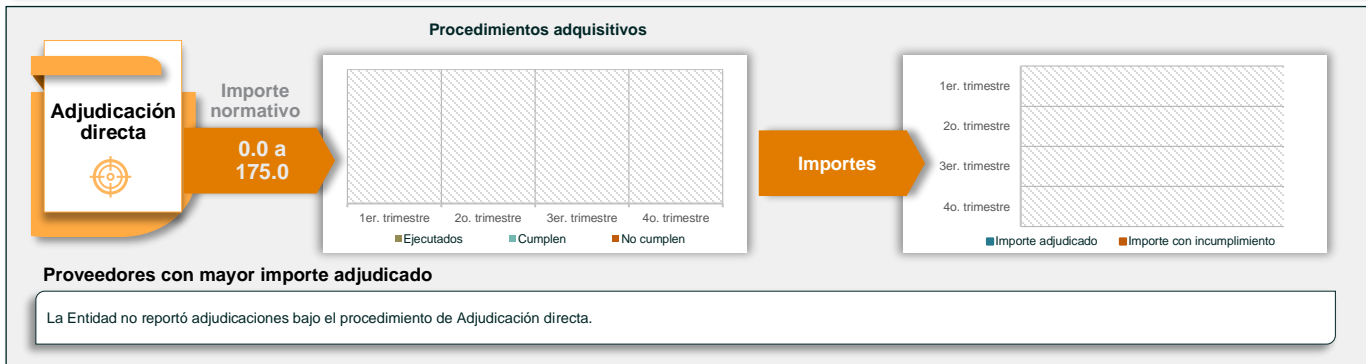 Procedimientos adquisitivos
Adjudicación
directa
Importe
normativo
0.0 a
175.0
1er. trimestre
2o. trimestre
3er. trimestre
4o. trimestre
Ejecutados
Cumplen
No cumplen
Importes
1er. trimestre
2o. trimestre
3er. trimestre
4o. trimestre
Importe adjudicado
Importe con incumplimiento
Proveedores con mayor importe adjudicado
La Entidad no reportó adjudicaciones bajo el procedimiento de Adjudicación directa.